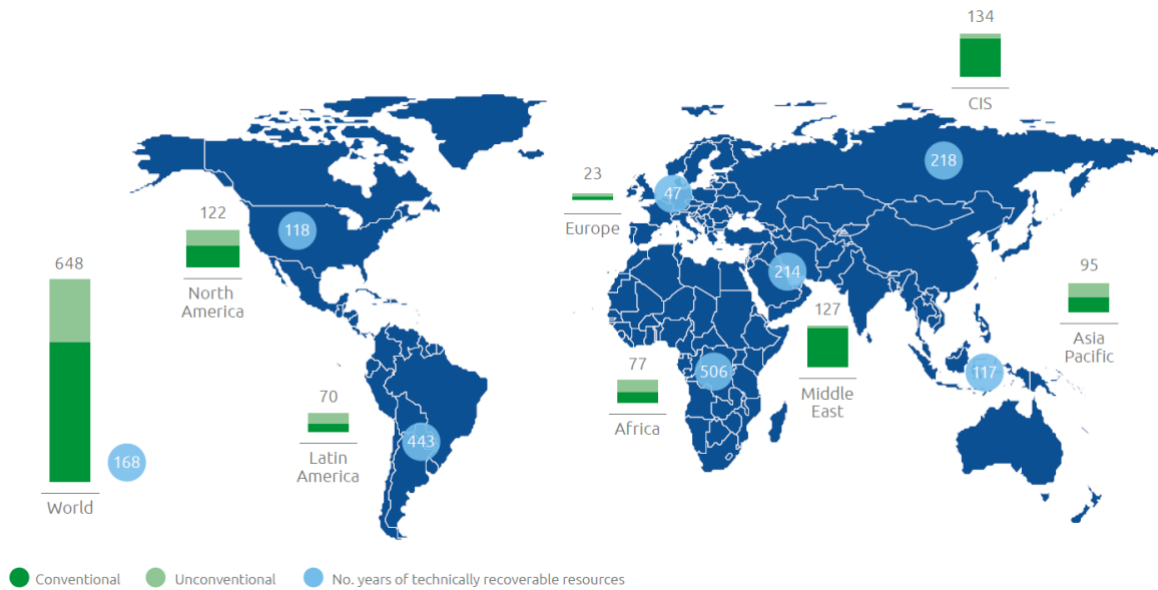 134
CIS
218
23
47
Europe
122
118
North
America
648
214
95
Asia
Pacific
127
Middle
East
77
506
Africa
117
70
443
Latin
America
168
World
Conventional
Unconventional
No. years of technically recoverable resources